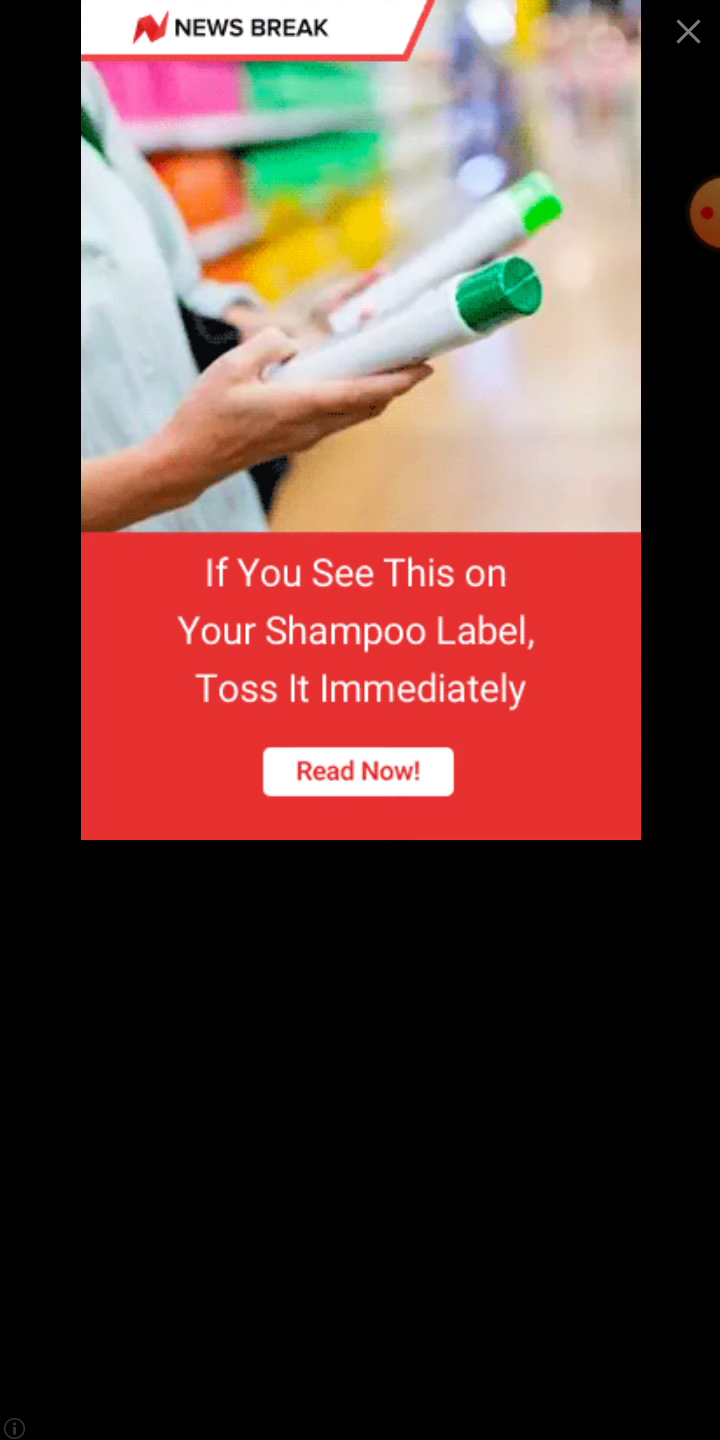 NEWS BREAK
If You See This on
Your Shampoo Label,
Toss It Immediately
Read Now!